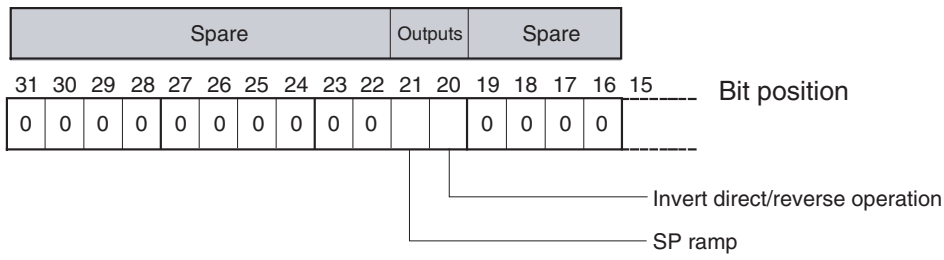 Spare Outputs Spare
31 30 29 28 27 26 25 24 23 22 21 20 19 18 17 16 15 Bit position
0 0 0 0 0 0 0 0 0 0 0 0 0 0
Invert direct/reverse operation
SP ramp